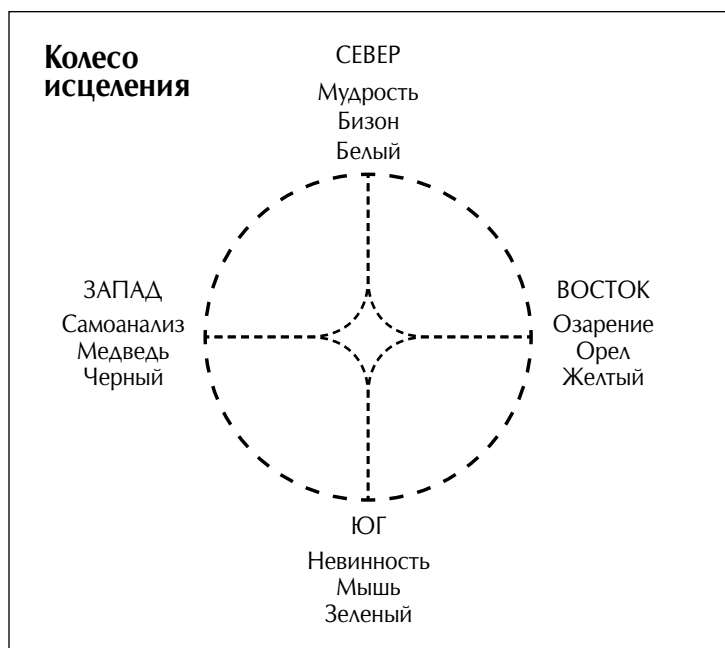 Колесо
исцеления
СЕВЕР
Мудрость
Бизон
Белый
ЗАПАД
Самоанализ
Медведь
Черный
ВОСТОК
Озарение
Орел
Желтый
ЮГ
Невинность
Мышь
Зеленый